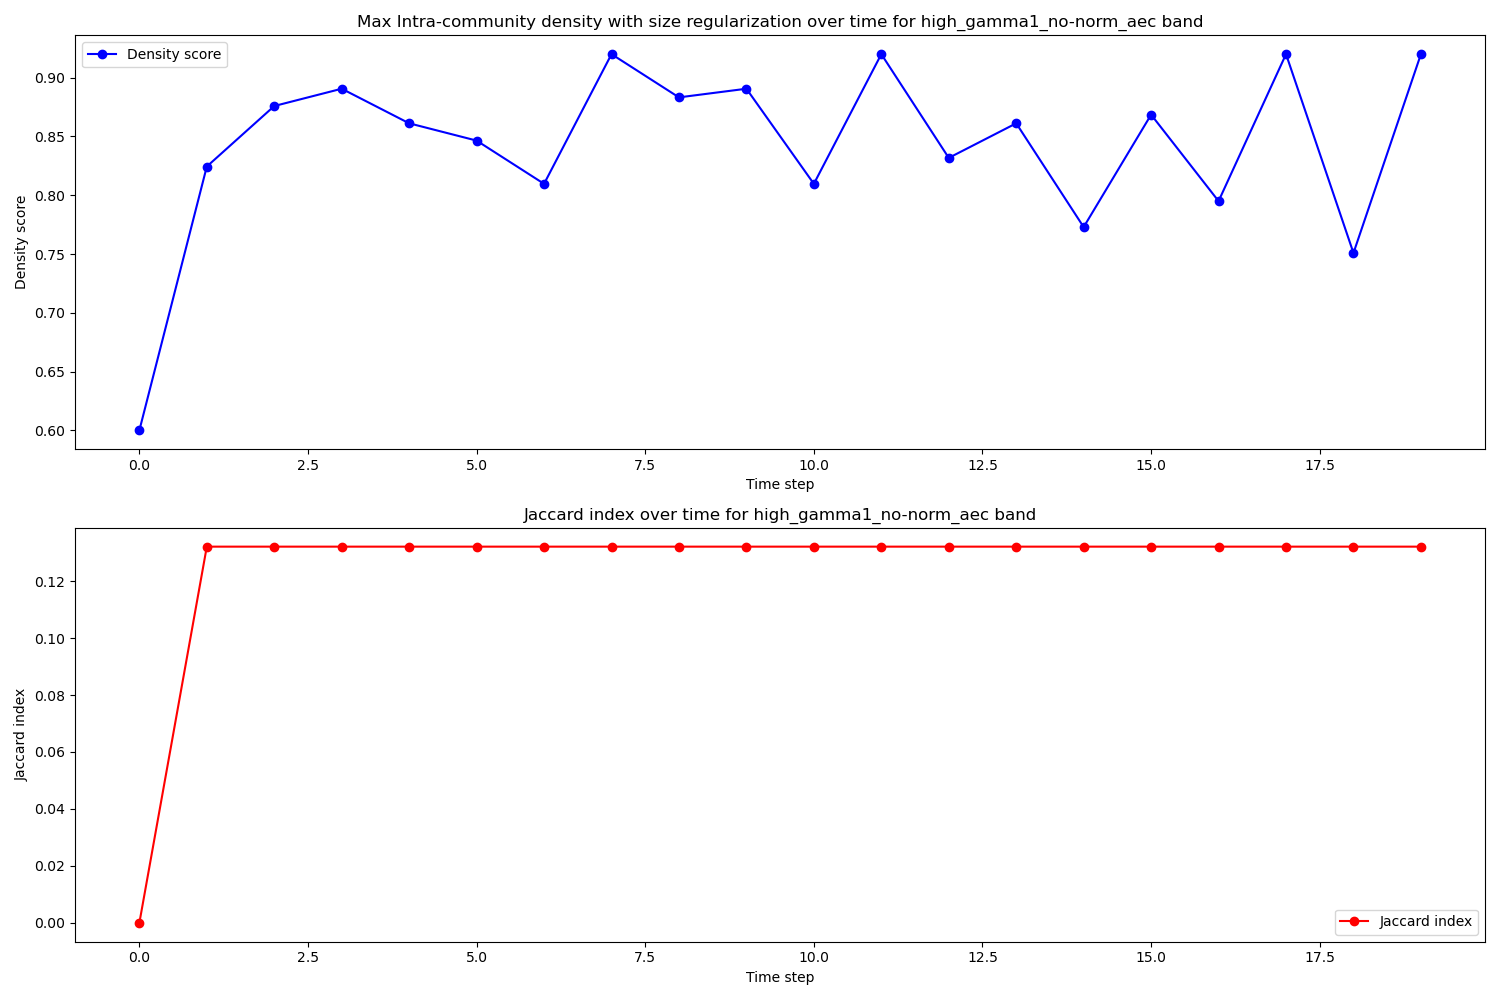 Max Intra-community density with size regularization over time for high_gamma1_no-norm_aec band
Density score
0.90
0.85
0.80
0.75
0.70
0.65
0.60
Density score
0.0 2.5 5.0 7.5 10.0 12.5 15.0 17.5
Time step
Jaccard index over time for high_gamma1_no-norm_aec band
0.12
0.10
0.08
0.06
0.04
0.02
0.00
Jaccard index
Jaccard index
0.0 2.5 5.0 7.5 10.0 12.5 15.0 17.5
Time step